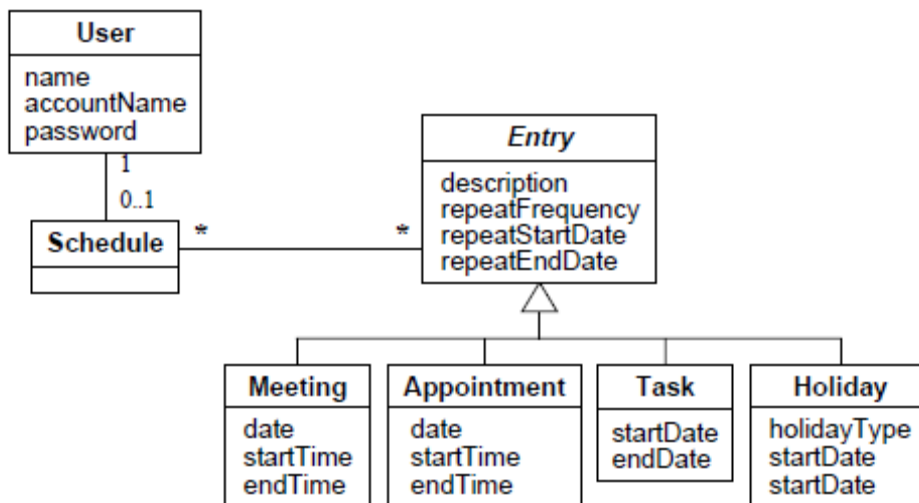 User
name
accountName
password
1
0..1
Schedule
*
*
Entry
description
repeatFrequency
repeatStartDate
repeatEndDate
Meeting
date
startTime
endTime
Appointment
date
startTime
endTime
Task
startDate
endDate
Holiday
holidayType
startDate
startDate